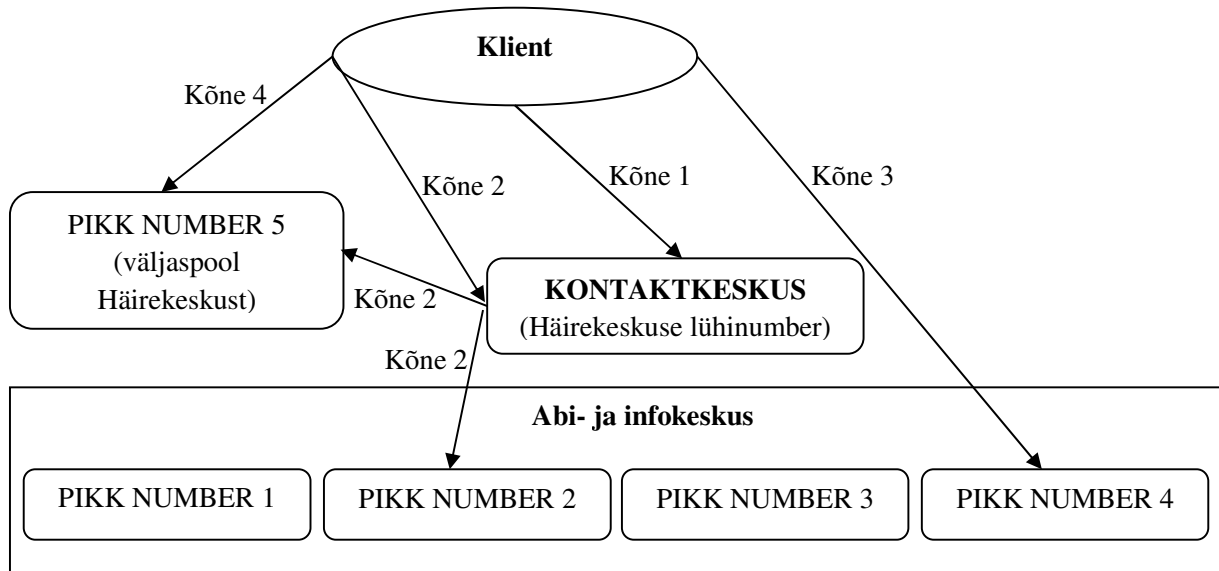 Klient
Kõne 4
Kõne 2
Kõne 1
Kõne 3
PIKK NUMBER 5
(väljaspool
Häirekeskust)
Kõne 2
KONTAKTKESKUS
(Häirekeskuse lühinumber)
Kõne 2
Abi- ja infokeskus
PIKK NUMBER 1
PIKK NUMBER 2
PIKK NUMBER 3
PIKK NUMBER 4